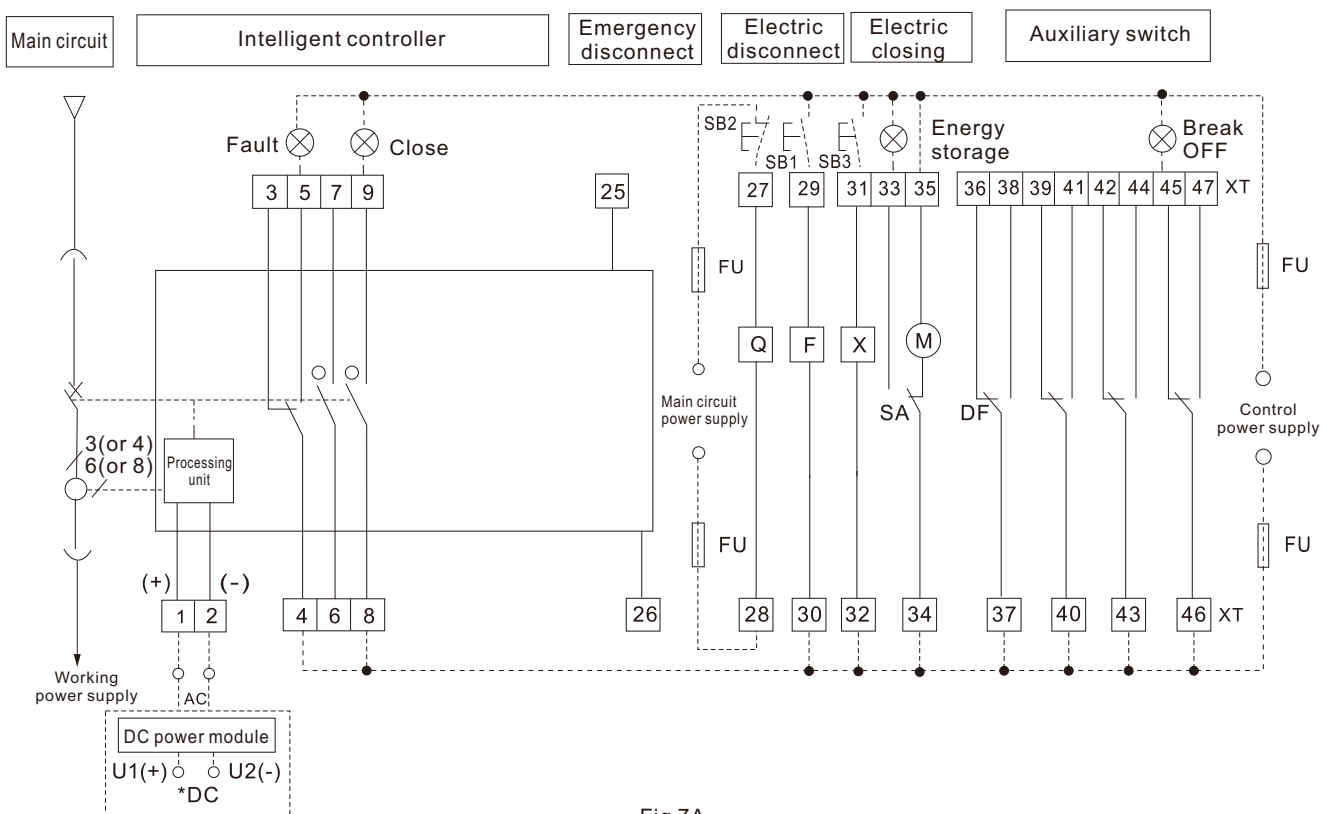 Main circuit
Intelligent controller
Emergency
disconnect
Electric
disconnect
Electric
closing
Auxiliary switch
Fault
Close
SB2
SB1
SB3
Energy
storage
Break
OFF
3 5 7 9
25
27
29
31 33 35
36 38 39 41 42 44 45 47 XT
FU
FU
Q
F
X
M
Main circuit
power supply
SA
DF
Control
power supply
3(or 4)
6(or 8)
Processing
unit
FU
FU
(+)
(-)
1 2
4 6 8
26
28
30
32
34
37
40
43
46 XT
Working
power supply
AC
DC power module
U1(+)
U2(-)
*DC